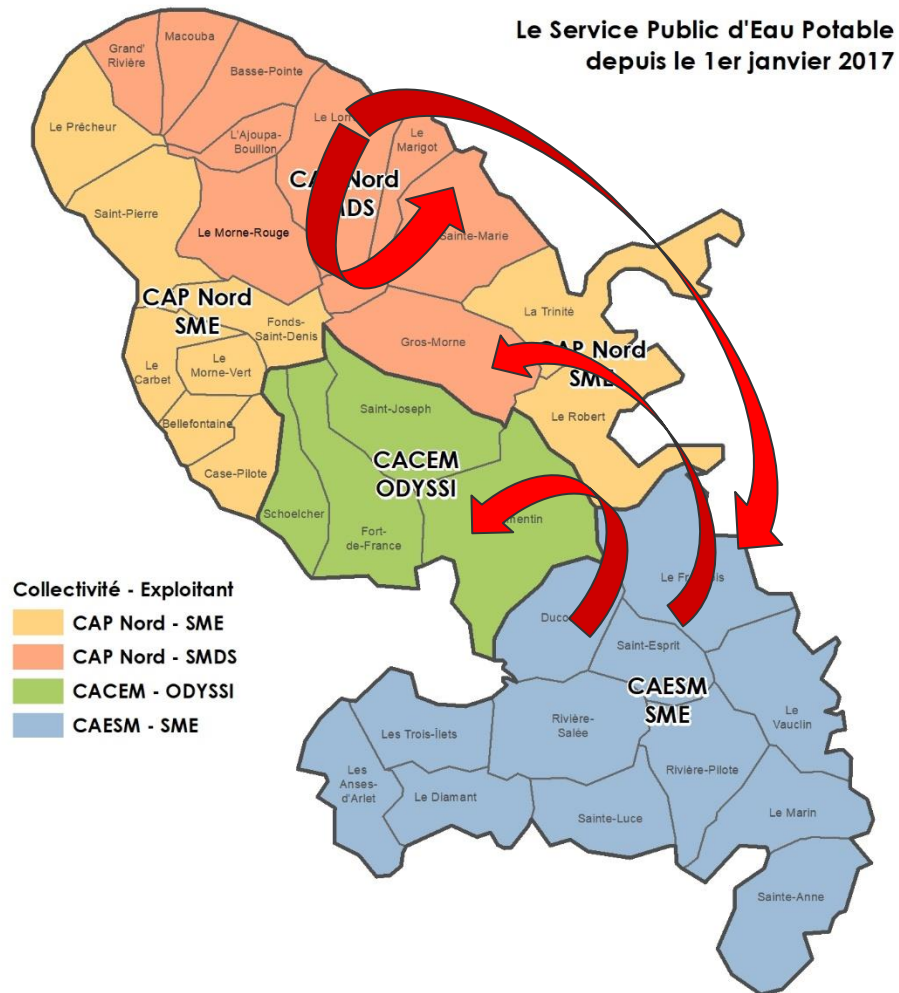 Le Service Public d'Eau Potable
depuis le 1er janvier 2017
Grand'
Rivière
Macouba
Basse-Pointe
Le Prêcheur
L'Ajoupa-
Bouillon
Le
Marigot
Saint-Pierre
Le Morne-Rouge
Nord
Sainte-Marie
CAP Nord
SME
Fonds-
Saint-Denis
La Trinité
Gros-Morne
Nord
SME
Le
Carbet
Le
Morne-Vert
Le Robert
Saint-Joseph
Bellefontaine
Case-Pilote
CACEM
ODYSSI
Schoelcher
Fort-
de-France
Le
Saint-Esprit
CAESM
SME
Le
Vauclin
Rivière-
Salée
Les Trois-Îlets
Rivière-Pilote
Les
Anses-
d'Arlet
Le Diamant
Sainte-Luce
Le Marin
Sainte-Anne
Collectivité - Exploitant
CAP Nord - SME
CAP Nord - SMDS
CACEM - ODYSSI
CAESM - SME